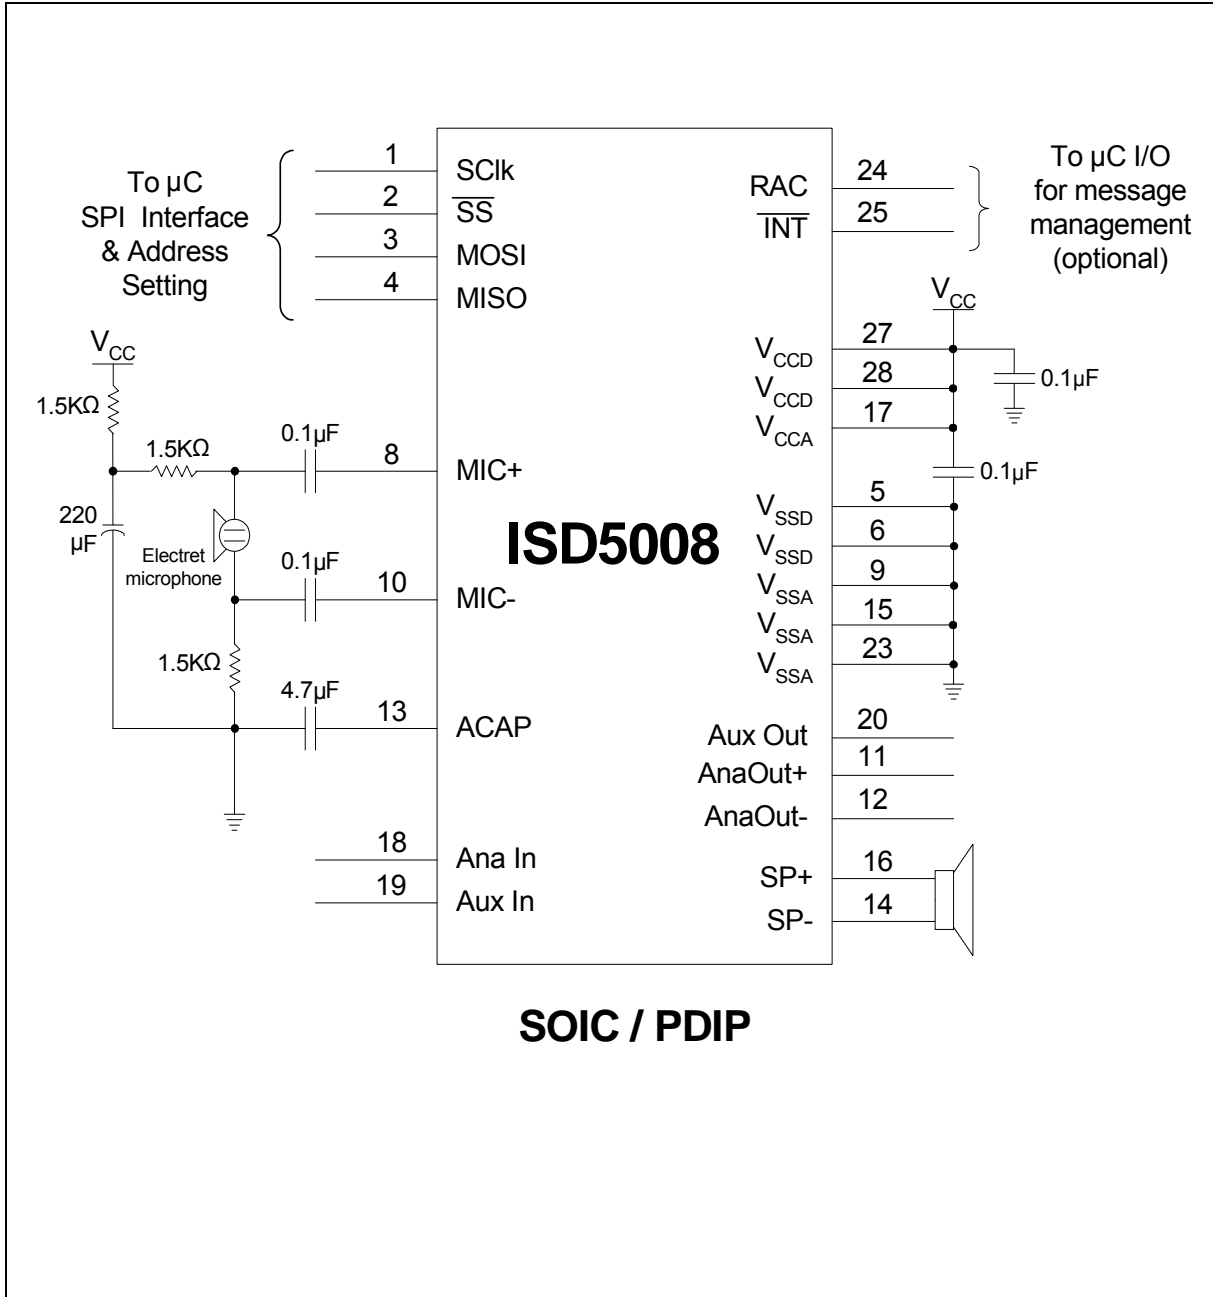 To µC
SPI Interface
& Address
Setting
1
SClk
2
SS
3
MOSI
4
MISO
RAC
24
INT
25
To µC I/O
for message
management
(optional)
VCC
1.5KΩ
1.5KΩ
220
µF
Electret
microphone
0.1µF
8
MIC+
0.1µF
10
MIC-
1.5KΩ
4.7µF
13
ACAP
18
Ana In
19
Aux In
ISD5008
VCC
VCCD
27
VCCD
28
VCCA
17
0.1µF
0.1µF
VSSD
5
VSSD
6
VSSA
9
VSSA
15
VSSA
23
Aux Out
20
AnaOut+
11
AnaOut-
12
SP+
16
SP-
14
SOIC / PDIP